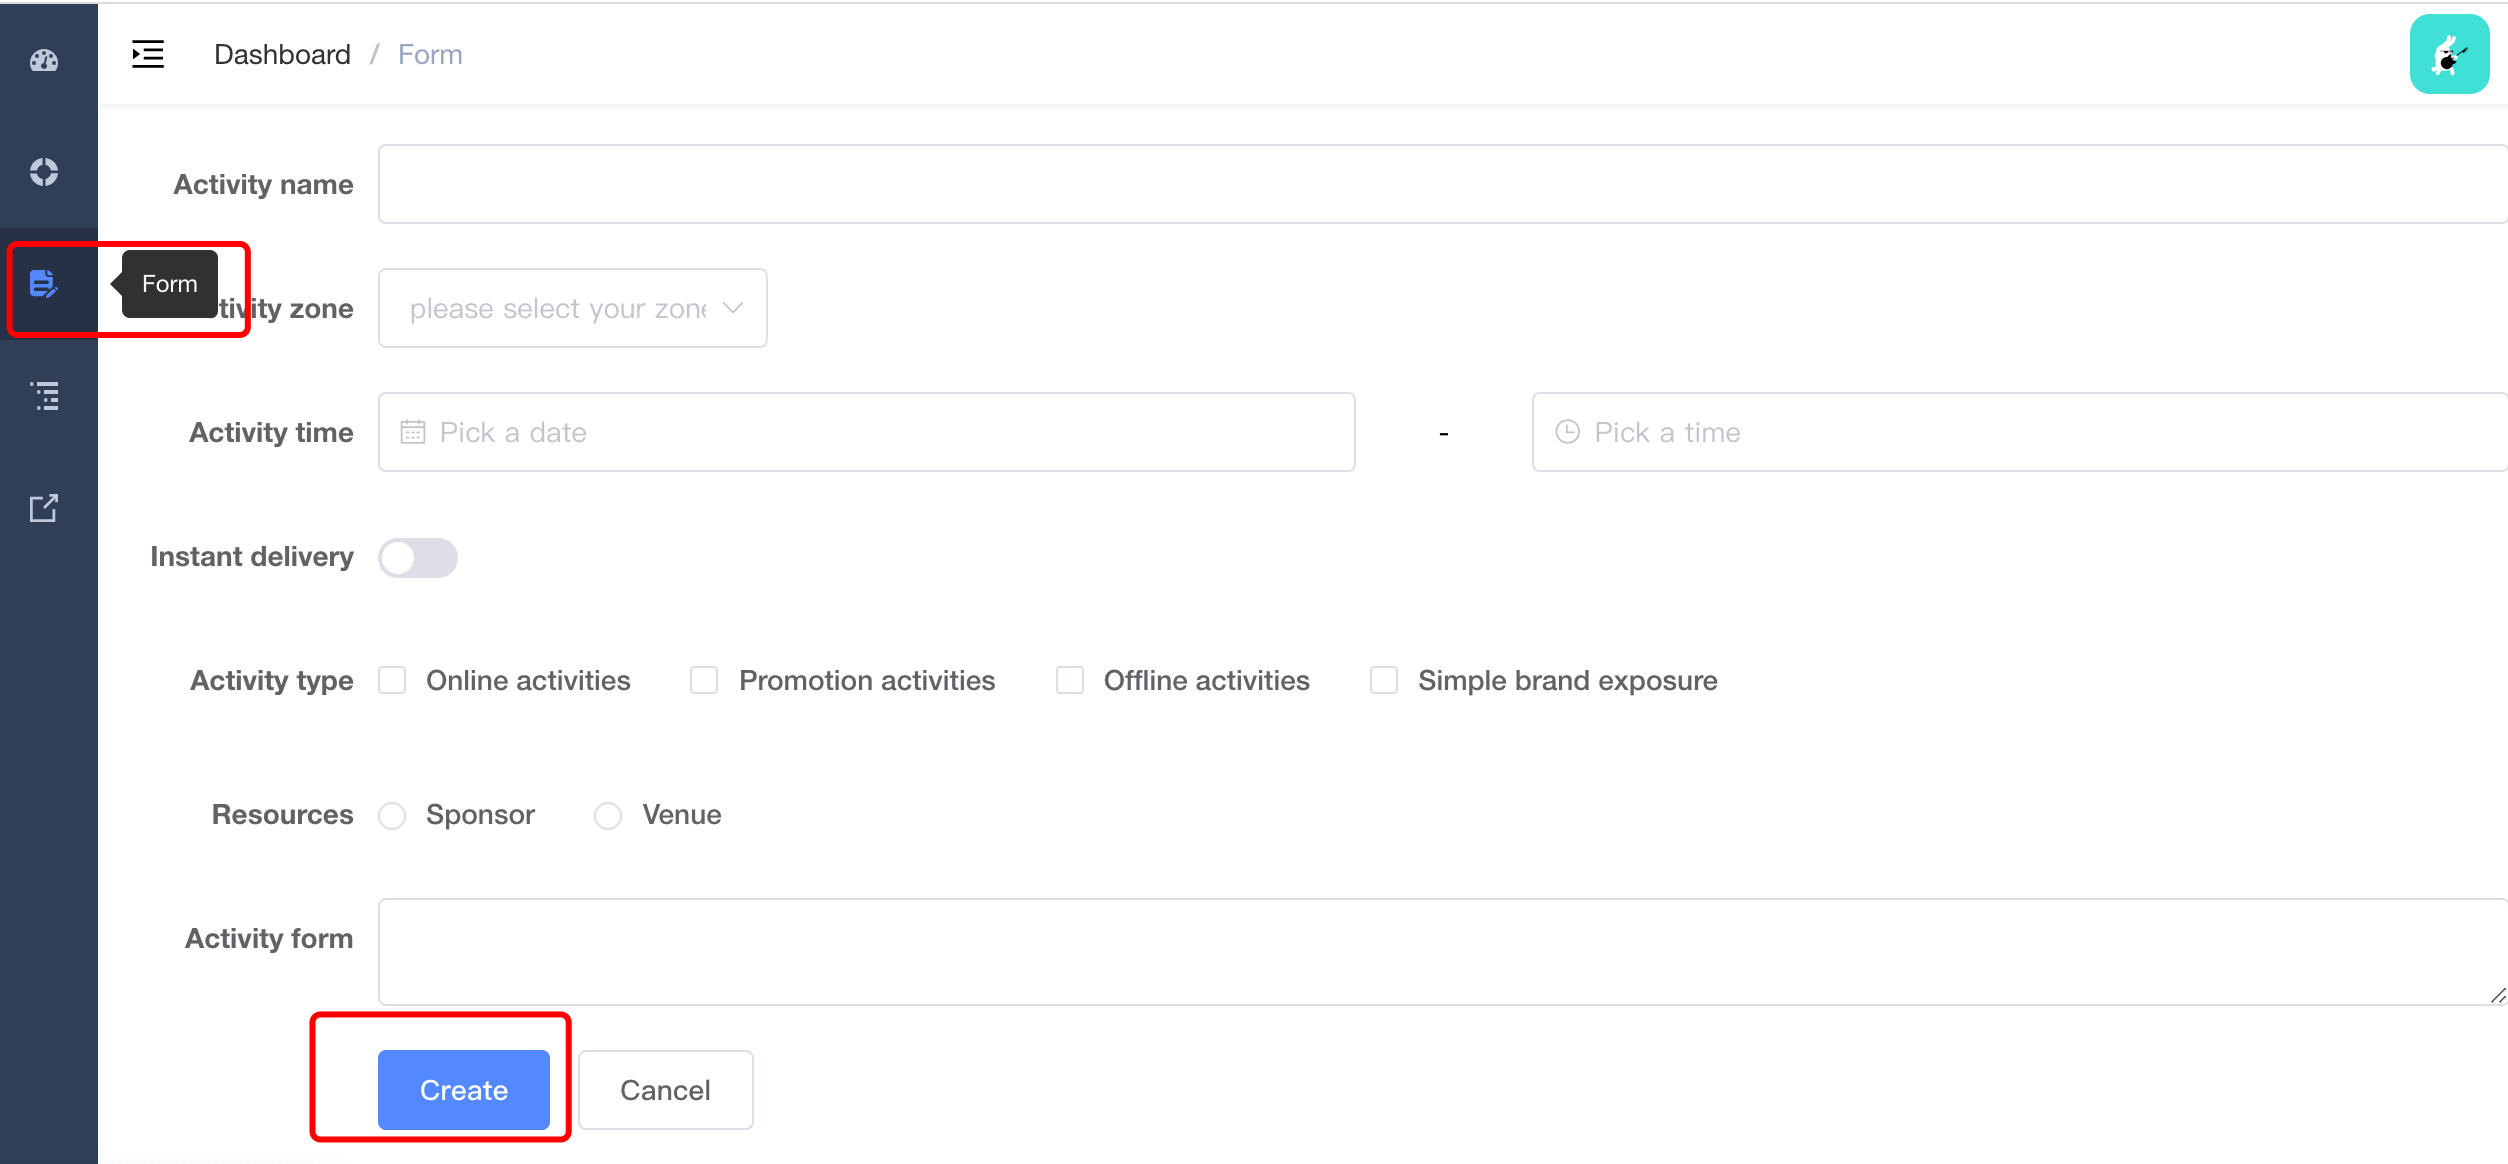 Dashboard / Form
Activity name
Form
tivity zone
please select your zon
Activity time
Pick a date
-
Pick a time
Instant delivery
Activity type
Online activities
Promotion activities
Offline activities
Simple brand exposure
Resources
Sponsor
Venue
Activity form
Create
Cancel